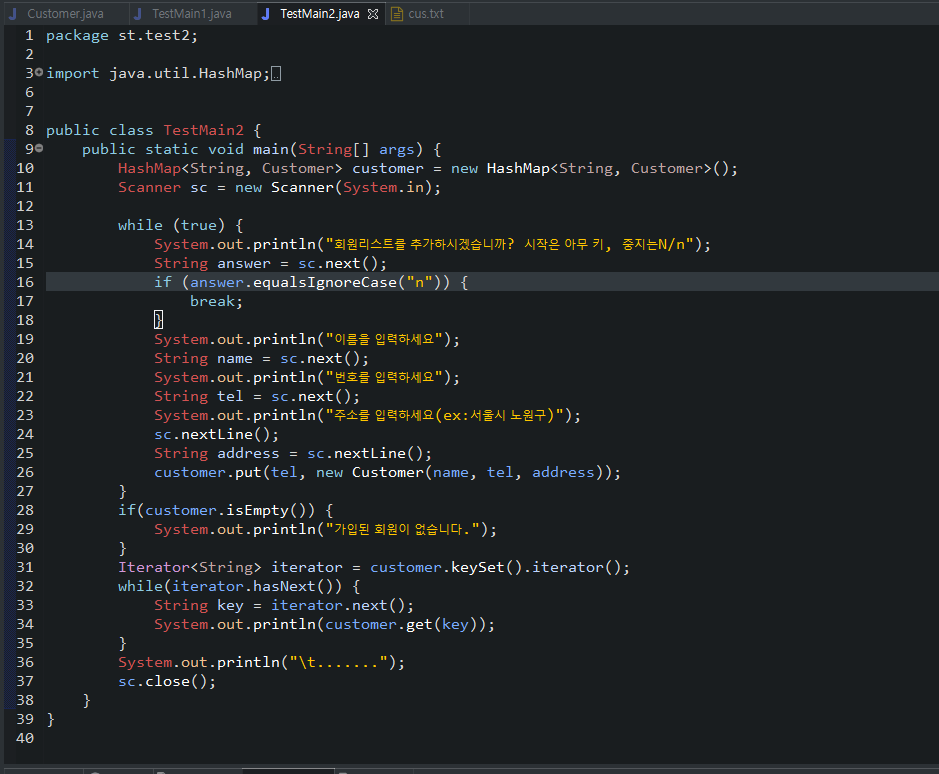 Customer.java TestMain1.java TestMain2.java cus.txt
1 package st.test2;
2
3 import java.util.HashMap;
6
7
8 public class TestMain2 {
9 public static void main(String[] args) {
10 HashMap<String, Customer> customer = new HashMap<String, Customer>();
11 Scanner sc = new Scanner(System.in);
12
13 while (true) {
14 System.out.println("회원리스트를 추가하시겠습니까? 시작은 아무 키, 중지는N/n");
15 String answer = sc.next();
16 if (answer.equalsIgnoreCase("n")) {
17 break;
18 }
19 System.out.println("이름을 입력하세요");
20 String name = sc.next();
21 System.out.println("번호를 입력하세요");
22 String tel = sc.next();
23 System.out.println("주소를 입력하세요(ex:서울시 노원구)");
24 sc.nextLine();
25 String address = sc.nextLine();
26 customer.put(tel, new Customer(name, tel, address));
27 }
28 if(customer.isEmpty()) {
29 System.out.println("가입된 회원이 없습니다.");
30 }
31 Iterator<String> iterator = customer.keySet().iterator();
32 while(iterator.hasNext()) {
33 String key = iterator.next();
34 System.out.println(customer.get(key));
35 }
36 System.out.println("\t.......");
37 sc.close();
38 }
39 }
40